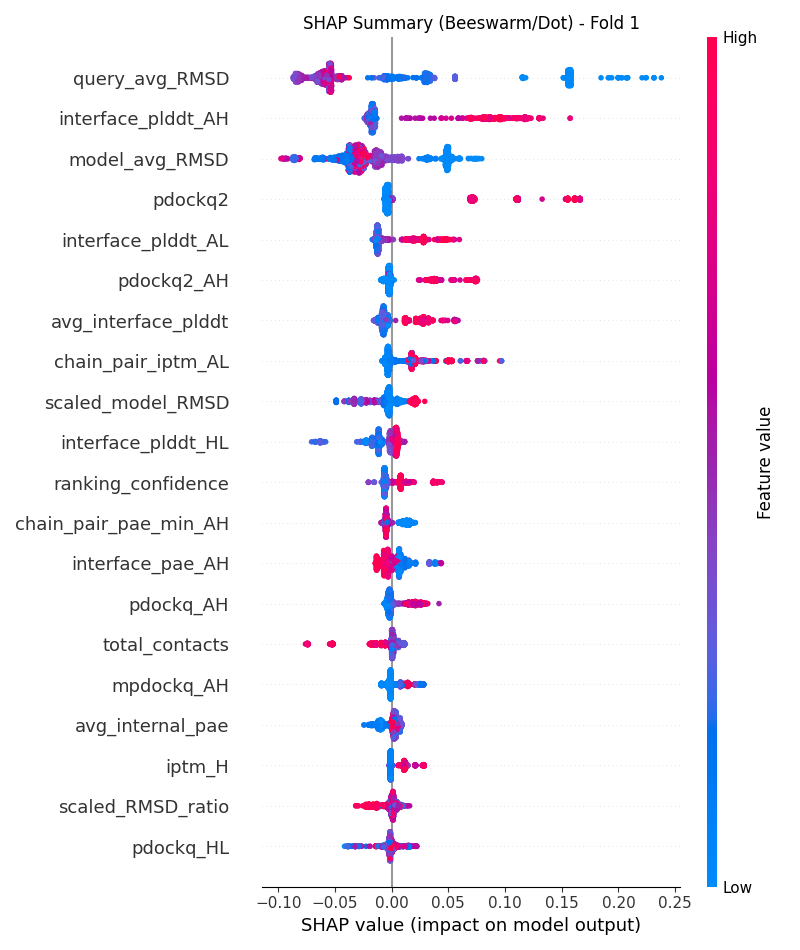 SHAP Summary (Beeswarm/Dot) - Fold 1
High
query_avg_RMSD
interface_plddt_AH
model_avg_RMSD
pdockq2
interface_plddt_AL
pdockq2_AH
avg_interface_plddt
chain_pair_iptm_AL
scaled_model_RMSD
interface_plddt_HL
ranking_confidence
chain_pair_pae_min_AH
interface_pae_AH
pdockq_AH
total_contacts
mpdockq_AH
avg_internal_pae
iptm_H
scaled_RMSD_ratio
pdockq_HL
Feature value
Low
−0.10 −0.05 0.00 0.05 0.10 0.15 0.20 0.25
SHAP value (impact on model output)